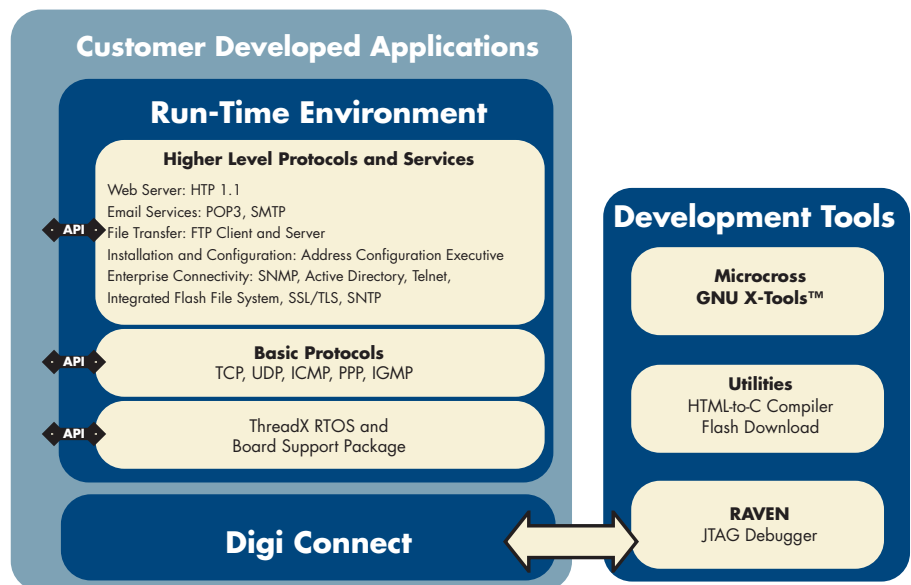 Customer Developed Applications
Run-Time Environment
Higher Level Protocols and Services
Web Server: HTP 1.1
Email Services: POP3, SMTP
API
File Transfer: FTP Client and Server
Installation and Configuration: Address Configuration Executive
Enterprise Connectivity: SNMP, Active Directory, Telnet,
Integrated Flash File System, SSL/TLS, SNTP
API
Basic Protocols
TCP, UDP, ICMP, PPP, IGMP
API
ThreadX RTOS and
Board Support Package
Digi Connect
Development Tools
Microcross
GNU X-Tools™
Utilities
HTML-to-C Compiler
Flash Download
RAVEN
JTAG Debugger